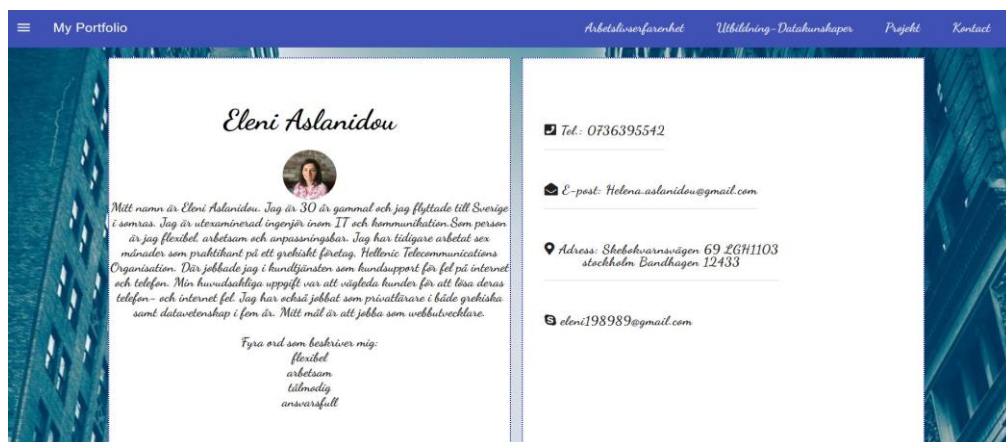 My Portfolio
Arbetslivserfarenhet
Utbildning-Datakunskaper
Projekt
Kontact
Eleni Aslanidou
Mitt namn är Eleni Aslanidou. Jag är 30 år gammal och jag flyttade till Sverige
i somras. Jag är utexaminerad ingenjör inom IT och kommunikation.Som person
är jag flexibel, arbetsam och anpassningsbar. Jag har tidigare arbetat sex
månader som praktikant på ett grekiskt företag, Hellenic Telecommunications
Organisation. Där jobbade jag i kundtjänsten som kundsupport för fel på internet
och telefon. Min huvudsakliga uppgift var att vägleda kunder för att lösa deras
telefon- och internet fel. Jag har också jobbat som privatlärare i både grekiska
samt datavetenskap i fem år. Mitt mål är att jobba som webbutvecklare.
Fyra ord som beskriver mig:
flexibel
arbetsam
tålmodig
ansvarsfull
Tel.: 0736395542
E-post: Helena.aslanidou@gmail.com
Adress: Skebokvarnsvägen 69 LGH1103
stockholm Bandhagen 12433
eleni198989@gmail.com